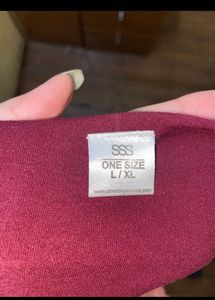 SSS
ONE SIZE
L / XL